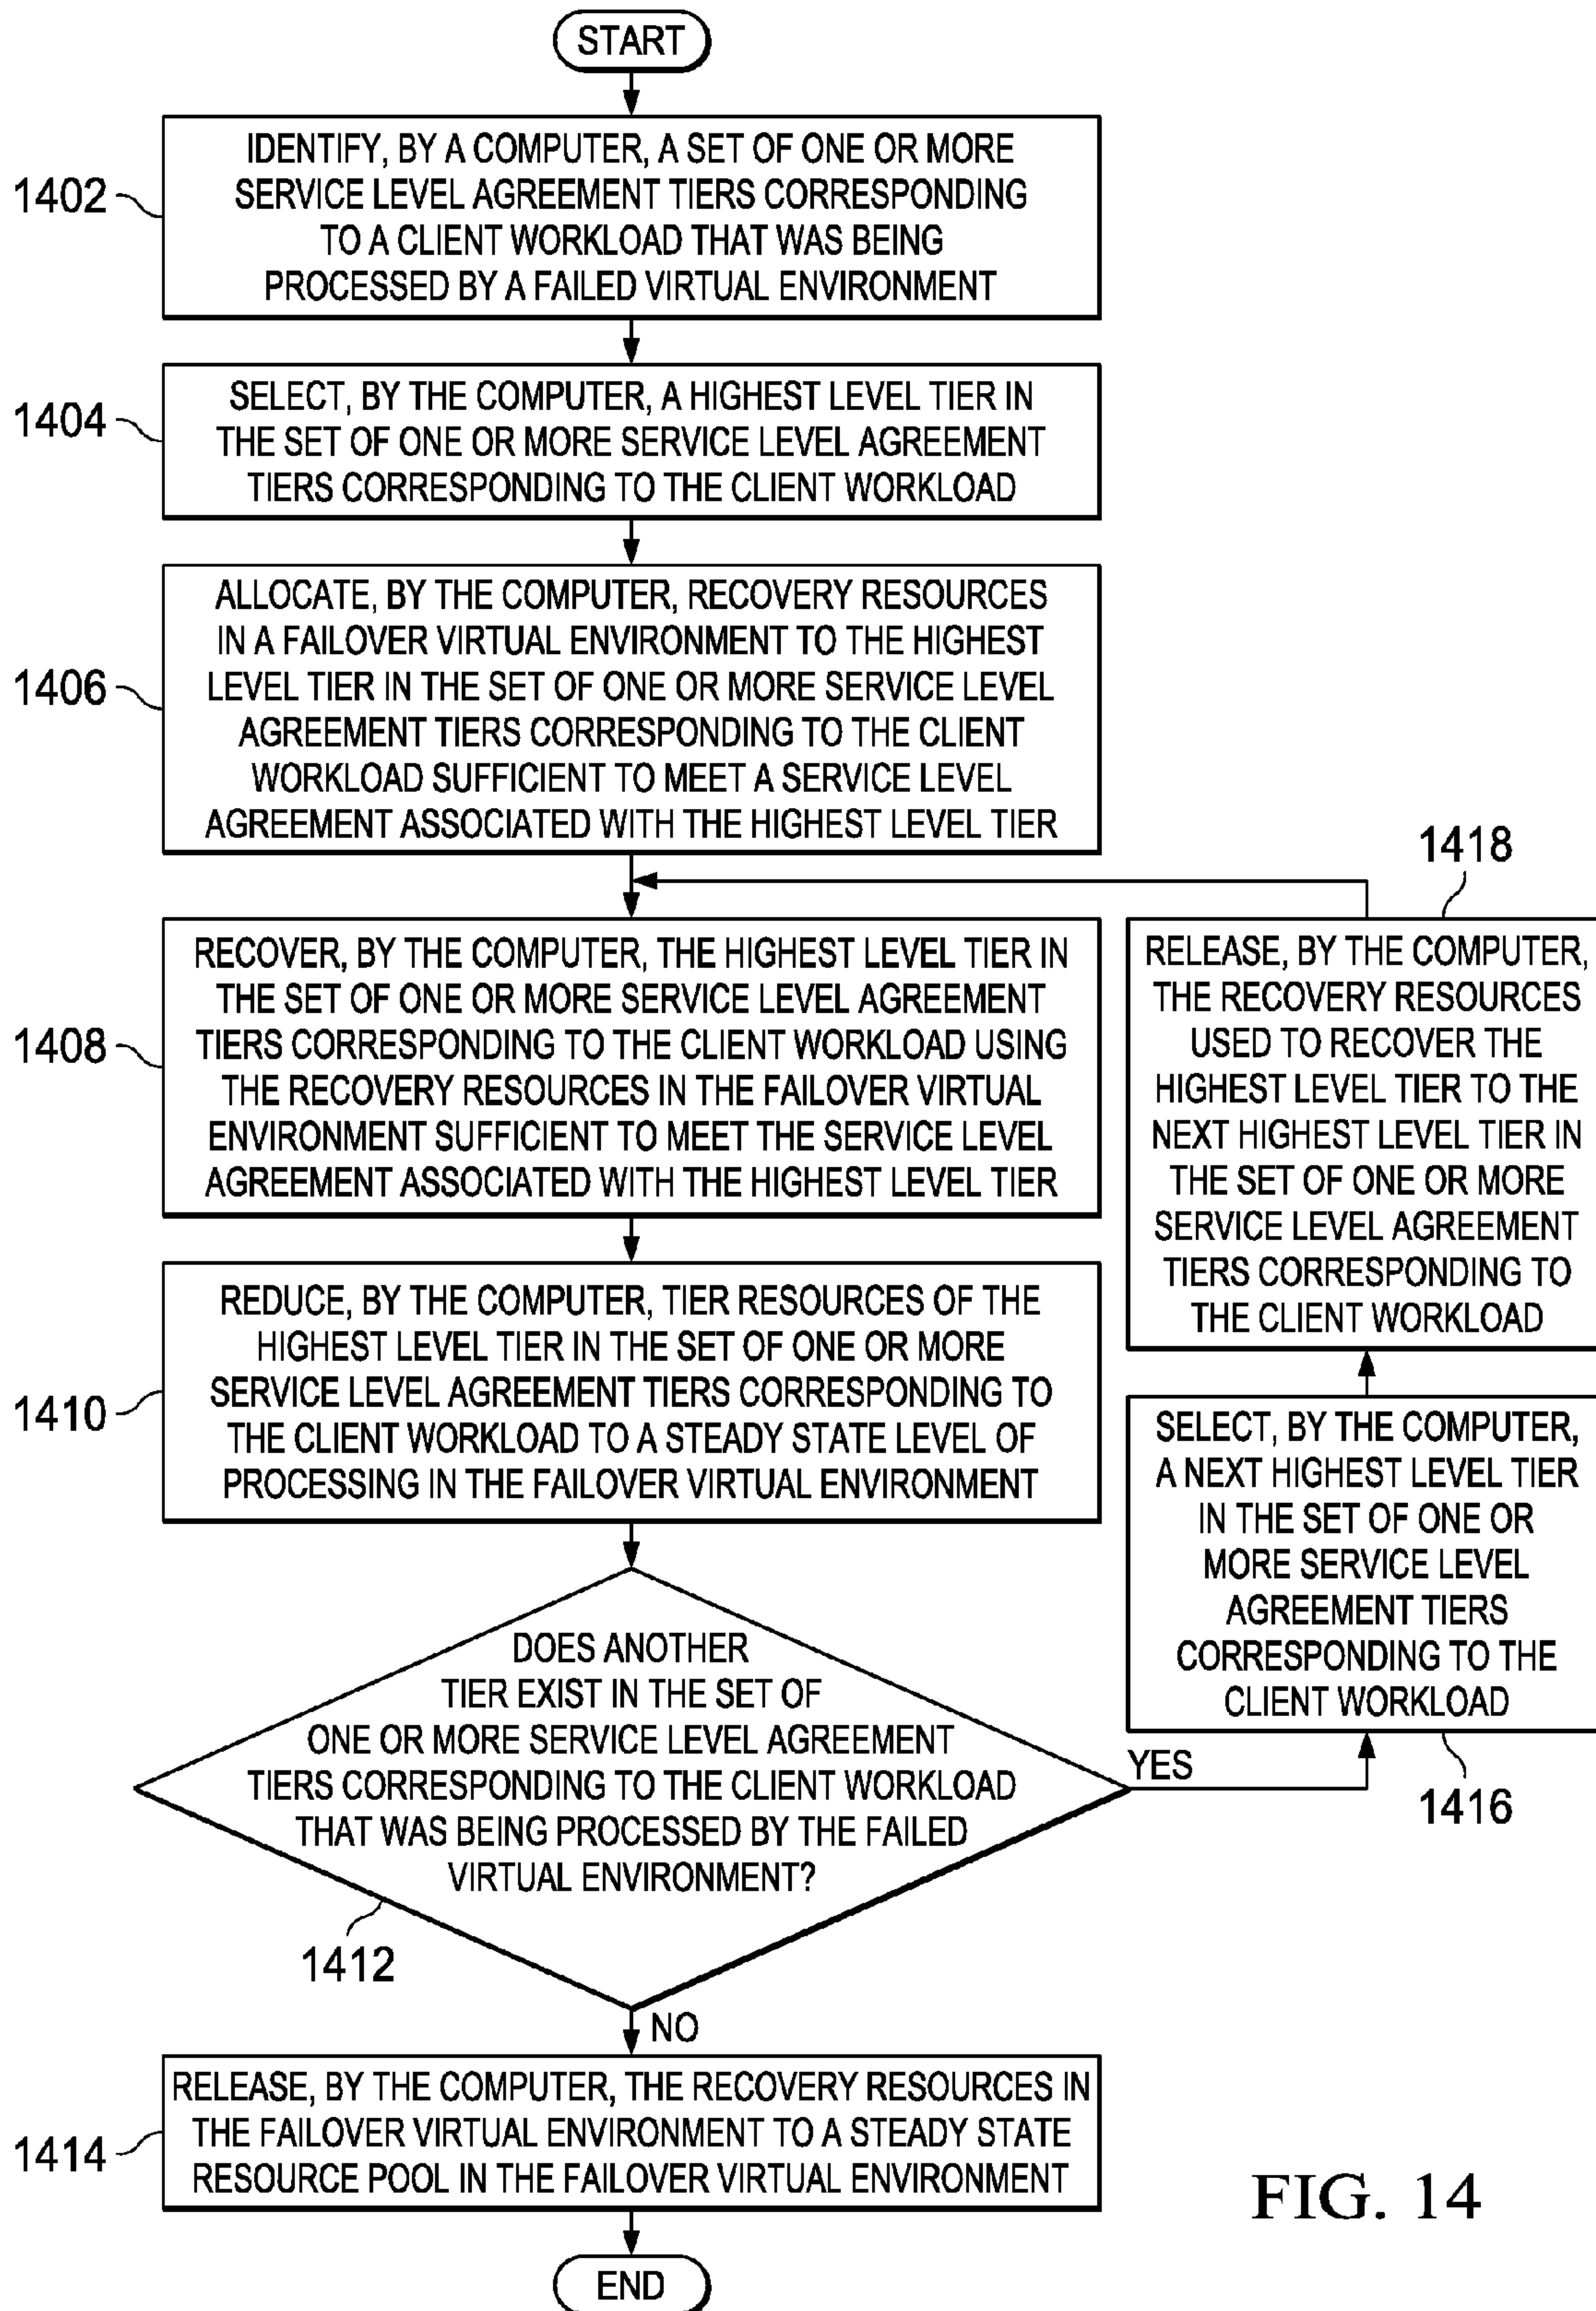 START
1402
IDENTIFY, BY A COMPUTER, A SET OF ONE OR MORE
SERVICE LEVEL AGREEMENT TIERS CORRESPONDING
TO A CLIENT WORKLOAD THAT WAS BEING
PROCESSED BY A FAILED VIRTUAL ENVIRONMENT
1404
SELECT, BY THE COMPUTER, A HIGHEST LEVEL TIER IN
THE SET OF ONE OR MORE SERVICE LEVEL AGREEMENT
TIERS CORRESPONDING TO THE CLIENT WORKLOAD
1406
ALLOCATE, BY THE COMPUTER, RECOVERY RESOURCES
IN A FAILOVER VIRTUAL ENVIRONMENT TO THE HIGHEST
LEVEL TIER IN THE SET OF ONE OR MORE SERVICE LEVEL
AGREEMENT TIERS CORRESPONDING TO THE CLIENT
WORKLOAD SUFFICIENT TO MEET A SERVICE LEVEL
AGREEMENT ASSOCIATED WITH THE HIGHEST LEVEL TIER
1408
RECOVER, BY THE COMPUTER, THE HIGHEST LEVEL TIER IN
THE SET OF ONE OR MORE SERVICE LEVEL AGREEMENT
TIERS CORRESPONDING TO THE CLIENT WORKLOAD USING
THE RECOVERY RESOURCES IN THE FAILOVER VIRTUAL
ENVIRONMENT SUFFICIENT TO MEET THE SERVICE LEVEL
AGREEMENT ASSOCIATED WITH THE HIGHEST LEVEL TIER
1410
REDUCE, BY THE COMPUTER, TIER RESOURCES OF THE
HIGHEST LEVEL TIER IN THE SET OF ONE OR MORE
SERVICE LEVEL AGREEMENT TIERS CORRESPONDING TO
THE CLIENT WORKLOAD TO A STEADY STATE LEVEL OF
PROCESSING IN THE FAILOVER VIRTUAL ENVIRONMENT
DOES ANOTHER
TIER EXIST IN THE SET OF
ONE OR MORE SERVICE LEVEL AGREEMENT
TIERS CORRESPONDING TO THE CLIENT WORKLOAD
THAT WAS BEING PROCESSED BY THE FAILED
VIRTUAL ENVIRONMENT?
1412
YES
NO
1418
RELEASE, BY THE COMPUTER,
THE RECOVERY RESOURCES
USED TO RECOVER THE
HIGHEST LEVEL TIER TO THE
NEXT HIGHEST LEVEL TIER IN
THE SET OF ONE OR MORE
SERVICE LEVEL AGREEMENT
TIERS CORRESPONDING TO
THE CLIENT WORKLOAD
SELECT, BY THE COMPUTER,
A NEXT HIGHEST LEVEL TIER
IN THE SET OF ONE OR
MORE SERVICE LEVEL
AGREEMENT TIERS
CORRESPONDING TO THE
CLIENT WORKLOAD
1416
1414
RELEASE, BY THE COMPUTER, THE RECOVERY RESOURCES IN
THE FAILOVER VIRTUAL ENVIRONMENT TO A STEADY STATE
RESOURCE POOL IN THE FAILOVER VIRTUAL ENVIRONMENT
END
FIG. 14